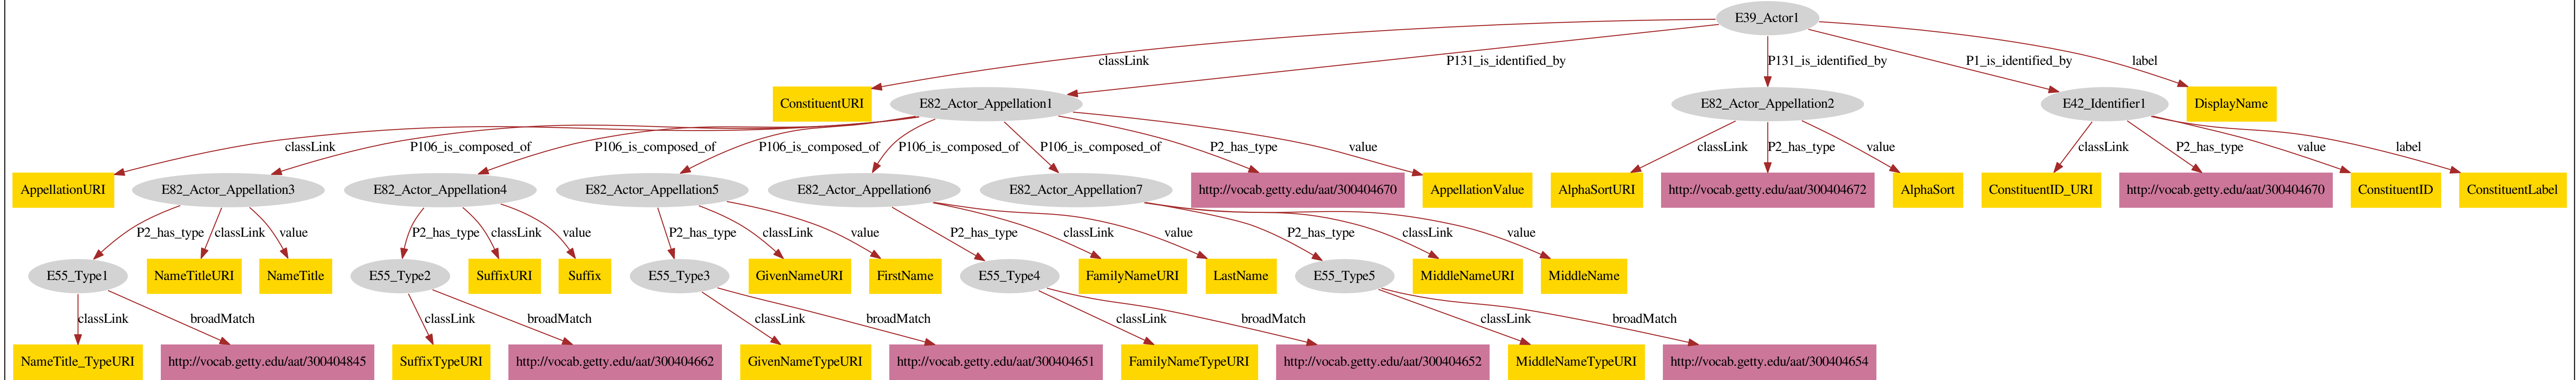 E39_Actor1
classLink
P131_is_identified_by
P131_is_identified_by
P1_is_identified_by
label
ConstituentURI
E82_Actor_Appellation1
E82_Actor_Appellation2
E42_Identifier1
DisplayName
classLink
P106_is_composed_of
P106_is_composed_of
P106_is_composed_of
P106_is_composed_of
P106_is_composed_of
P2_has_type
value
classLink
P2_has_type
value
classLink
P2_has_type
value
label
AppellationURI
E82_Actor_Appellation3
E82_Actor_Appellation4
E82_Actor_Appellation5
E82_Actor_Appellation6
E82_Actor_Appellation7
http://vocab.getty.edu/aat/300404670
AppellationValue
AlphaSortURI
http://vocab.getty.edu/aat/300404672
AlphaSort
ConstituentID_URI
http://vocab.getty.edu/aat/300404670
ConstituentID
ConstituentLabel
P2_has_type
classLink
value
P2_has_type
classLink
value
P2_has_type
classLink
value
P2_has_type
classLink
value
P2_has_type
classLink
value
E55_Type1
NameTitleURI
NameTitle
E55_Type2
SuffixURI
Suffix
E55_Type3
GivenNameURI
FirstName
E55_Type4
FamilyNameURI
LastName
E55_Type5
MiddleNameURI
MiddleName
classLink
broadMatch
classLink
broadMatch
classLink
broadMatch
classLink
broadMatch
classLink
broadMatch
NameTitle_TypeURI
http://vocab.getty.edu/aat/300404845
SuffixTypeURI
http://vocab.getty.edu/aat/300404662
GivenNameTypeURI
http://vocab.getty.edu/aat/300404651
FamilyNameTypeURI
http://vocab.getty.edu/aat/300404652
MiddleNameTypeURI
http://vocab.getty.edu/aat/300404654